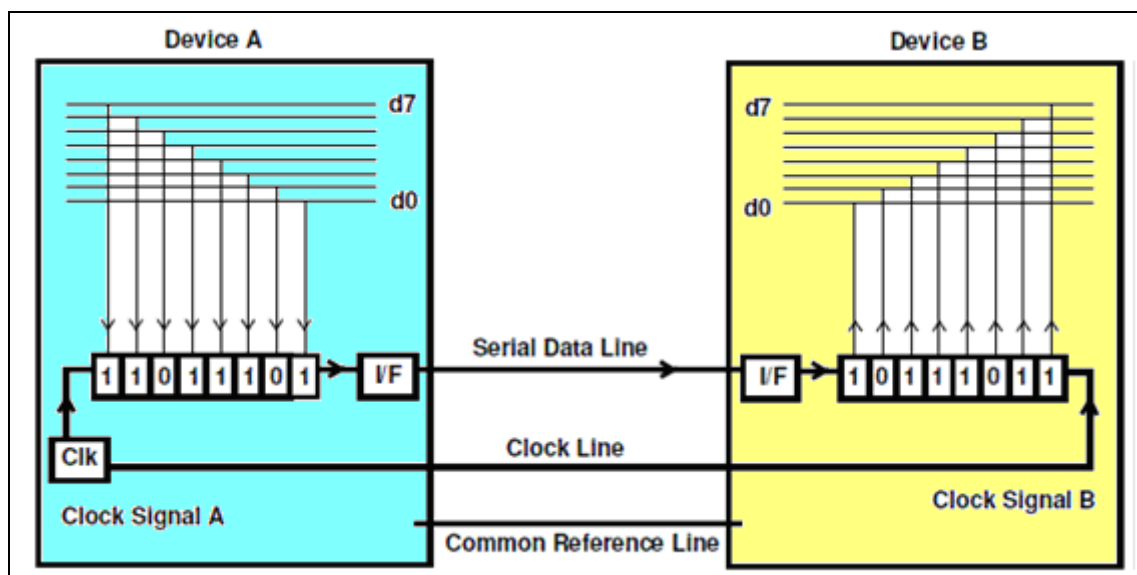 Device A
Device B
d7
d0
d7
d0
Serial Data Line
1 1 0 1 1 1 0 1
I/F
I/F
1 0 1 1 1 0 1 1
Clk
Clock Line
Clock Signal A
Clock Signal B
Common Reference Line